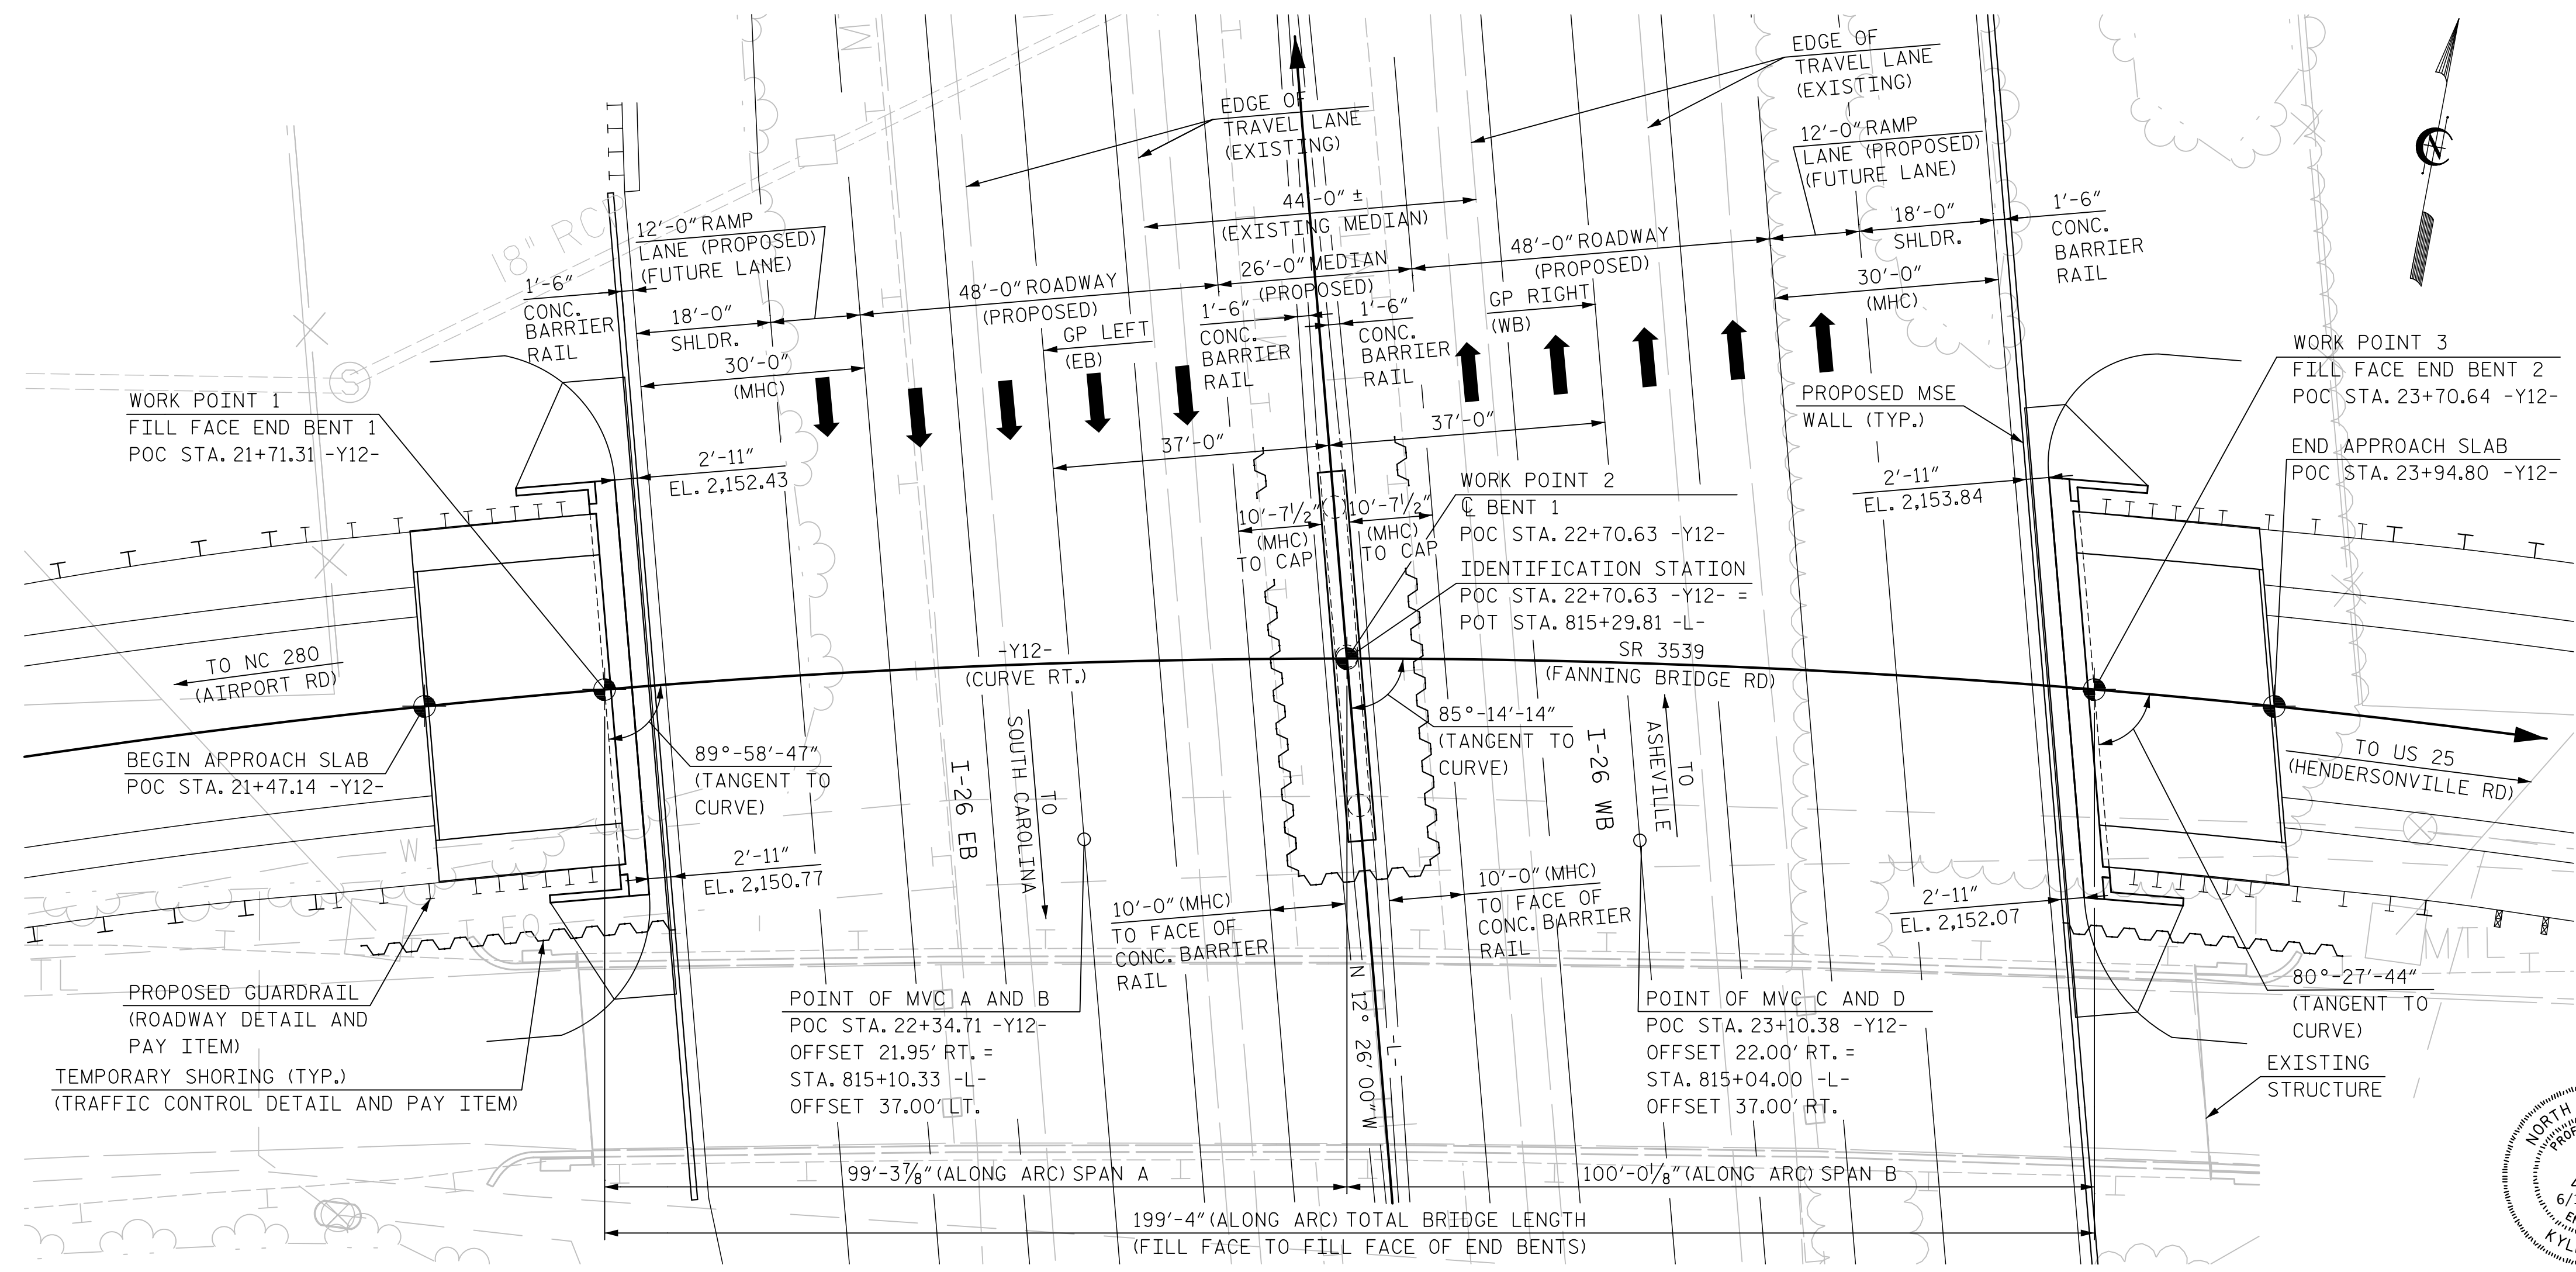 EDGE OF
TRAVEL LANE
(EXISTING)
EDGE OF
TRAVEL LANE
(EXISTING)
12'-0" RAMP
LANE (PROPOSED)
(FUTURE LANE)
18'-0"
SHLDR.
1'-6"
CONC.
BARRIER
RAIL
44'-0" ±
(EXISTING MEDIAN)
48'-0" ROADWAY
(PROPOSED)
26'-0" MEDIAN
(PROPOSED)
30'-0"
(MHC)
18" RCP
12'-0" RAMP
LANE (PROPOSED)
(FUTURE LANE)
1'-6"
CONC.
BARRIER
RAIL
18'-0"
SHLDR.
48'-0" ROADWAY
(PROPOSED)
GP LEFT
(EB)
1'-6"
CONC.
BARRIER
RAIL
1'-6"
CONC.
BARRIER
RAIL
GP RIGHT
(WB)
30'-0"
(MHC)
S
M
WORK POINT 1
FILL FACE END BENT 1
POC STA. 21+71.31 -Y12-
WORK POINT 3
FILL FACE END BENT 2
POC STA. 23+70.64 -Y12-
PROPOSED MSE
WALL (TYP.)
END APPROACH SLAB
POC STA. 23+94.80 -Y12-
37'-0"
37'-0"
2'-11"
EL. 2,152.43
2'-11"
EL. 2,153.84
10'-7 1/2"
(MHC)
TO CAP
10'-7 1/2"
(MHC)
TO CAP
WORK POINT 2
℄ BENT 1
POC STA. 22+70.63 -Y12-
IDENTIFICATION STATION
POC STA. 22+70.63 -Y12- =
POT STA. 815+29.81 -L-
TO NC 280
(AIRPORT RD)
-Y12-
(CURVE RT.)
SR 3539
(FANNING BRIDGE RD)
BEGIN APPROACH SLAB
POC STA. 21+47.14 -Y12-
89°-58'-47"
(TANGENT TO
CURVE)
I-26 EB
TO
SOUTH CAROLINA
85°-14'-14"
(TANGENT TO
CURVE)
I-26 WB
TO
ASHEVILLE
TO US 25
(HENDERSONVILLE RD)
W
2'-11"
EL. 2,150.77
10'-0" (MHC)
TO FACE OF
CONC. BARRIER
RAIL
10'-0" (MHC)
TO FACE OF
CONC. BARRIER
RAIL
2'-11"
EL. 2,152.07
MTL
TL
PROPOSED GUARDRAIL
(ROADWAY DETAIL AND
PAY ITEM)
TEMPORARY SHORING (TYP.)
(TRAFFIC CONTROL DETAIL AND PAY ITEM)
POINT OF MVC A AND B
POC STA. 22+34.71 -Y12-
OFFSET 21.95' RT. =
STA. 815+10.33 -L-
OFFSET 37.00' LT.
N 12° 26' 00" W
-L-
POINT OF MVC C AND D
POC STA. 23+10.38 -Y12-
OFFSET 22.00' RT. =
STA. 815+04.00 -L-
OFFSET 37.00' RT.
80°-27'-44"
(TANGENT TO
CURVE)
EXISTING
STRUCTURE
99'-3 7/8" (ALONG ARC) SPAN A
100'-0 1/8" (ALONG ARC) SPAN B
199'-4" (ALONG ARC) TOTAL BRIDGE LENGTH
(FILL FACE TO FILL FACE OF END BENTS)
NORTH